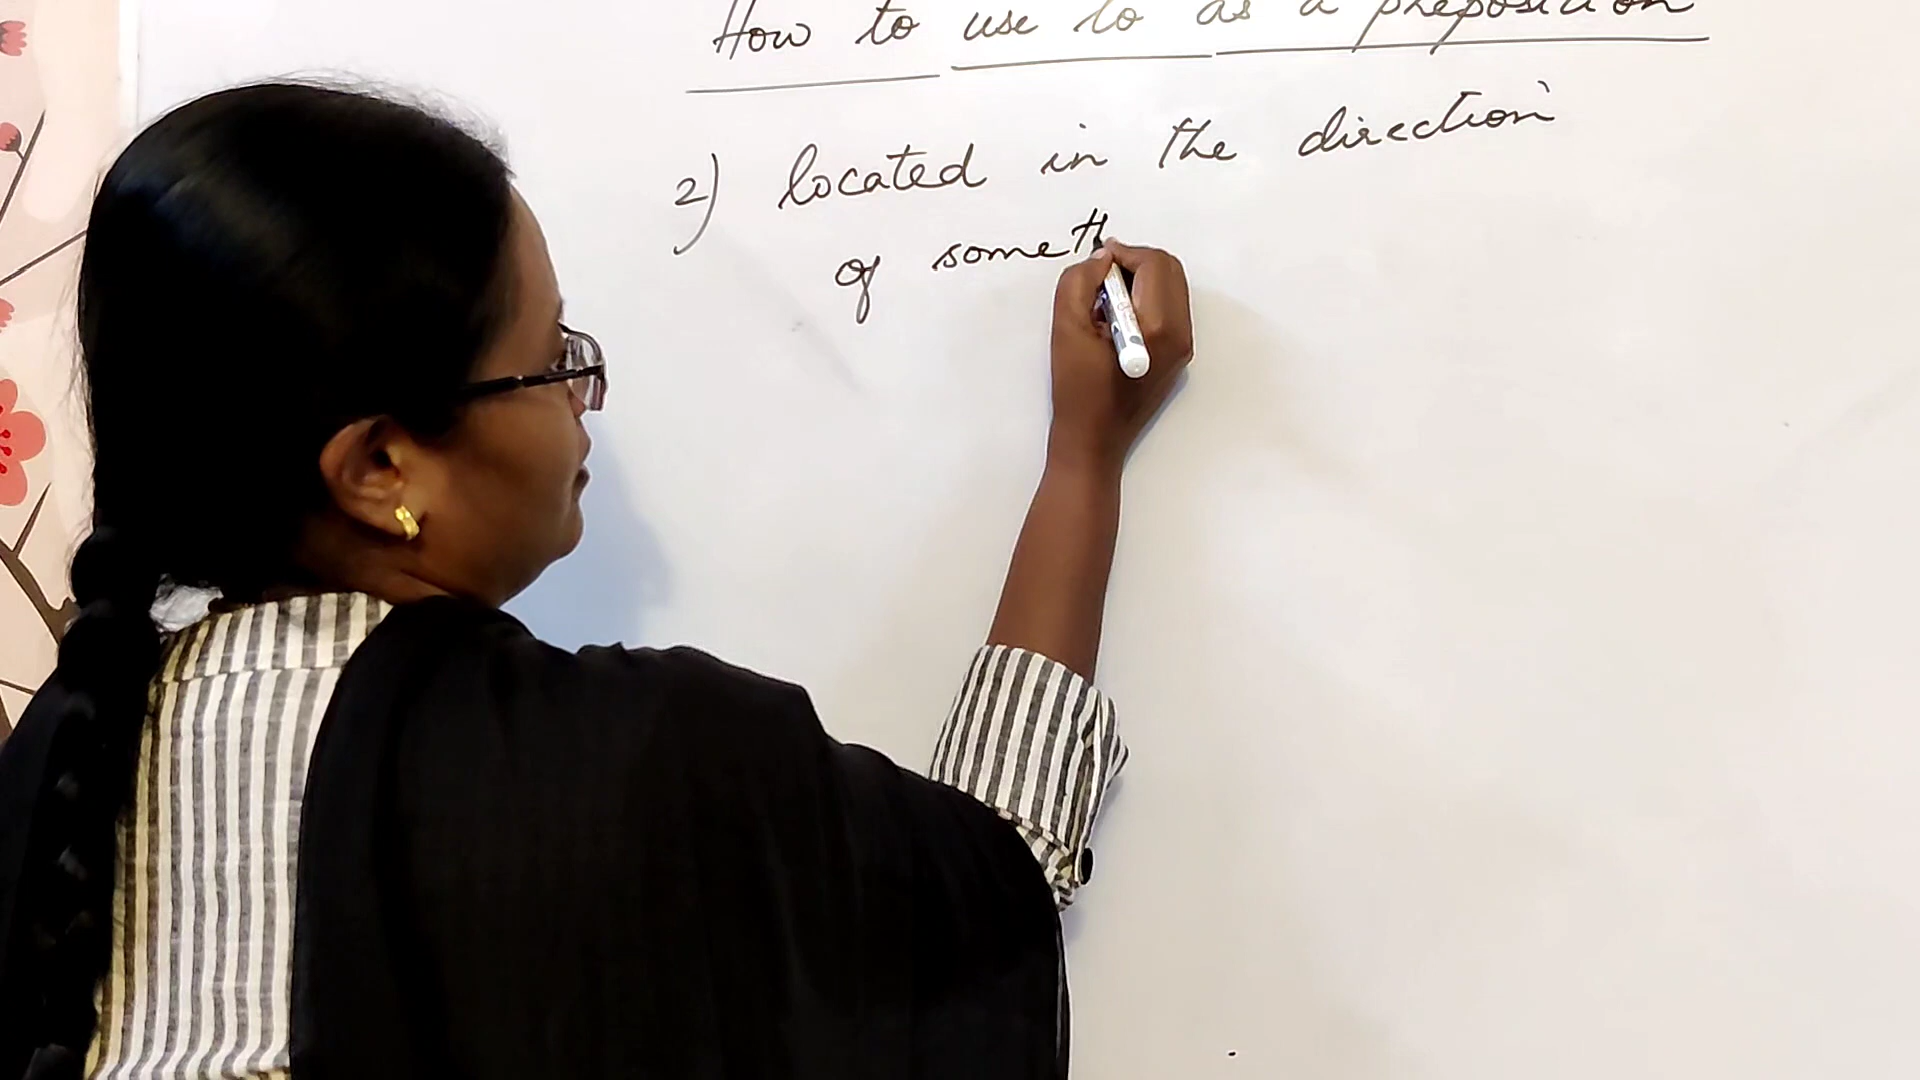 How to use to as a preposition
2) located in the direction
of someth